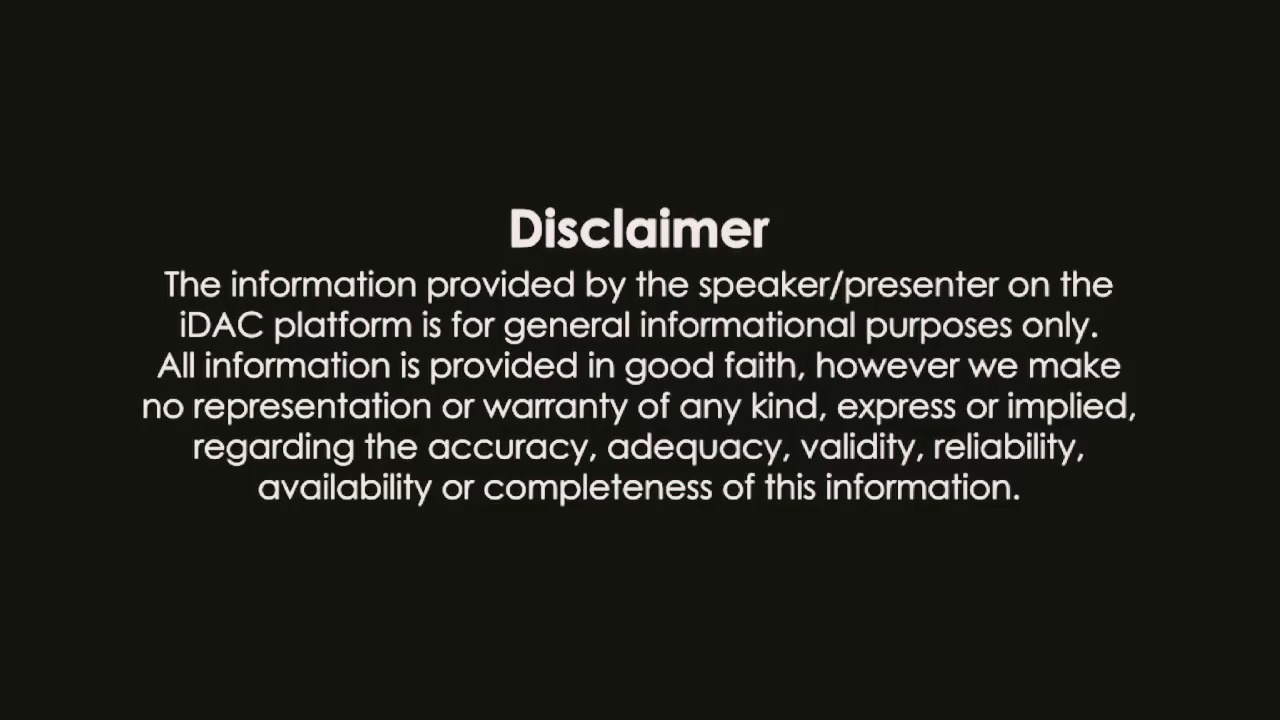 Disclaimer
The information provided by the speaker/presenter on the
iDAC platform is for general informational purposes only.
All information is provided in good faith, however we make
no representation or warranty of any kind, express or implied,
regarding the accuracy, adequacy, validity, reliability,
availability or completeness of this information.